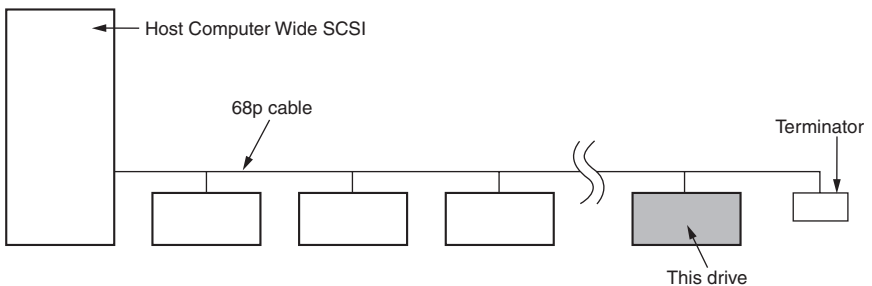 Host Computer Wide SCSI
68p cable
Terminator
This drive